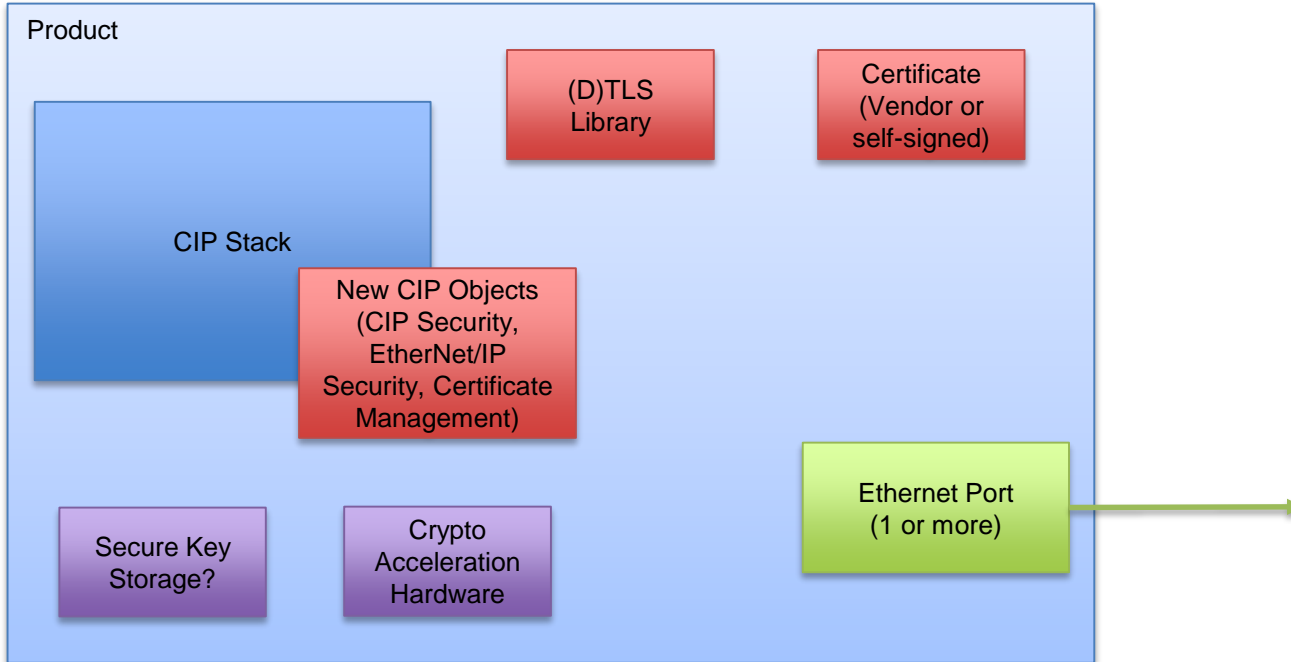 Product
(D)TLS
Library
Certificate
(Vendor or
self-signed)
CIP Stack
New CIP Objects
(CIP Security,
EtherNet/IP
Security, Certificate
Management)
Ethernet Port
(1 or more)
Secure Key
Storage?
Crypto
Acceleration
Hardware